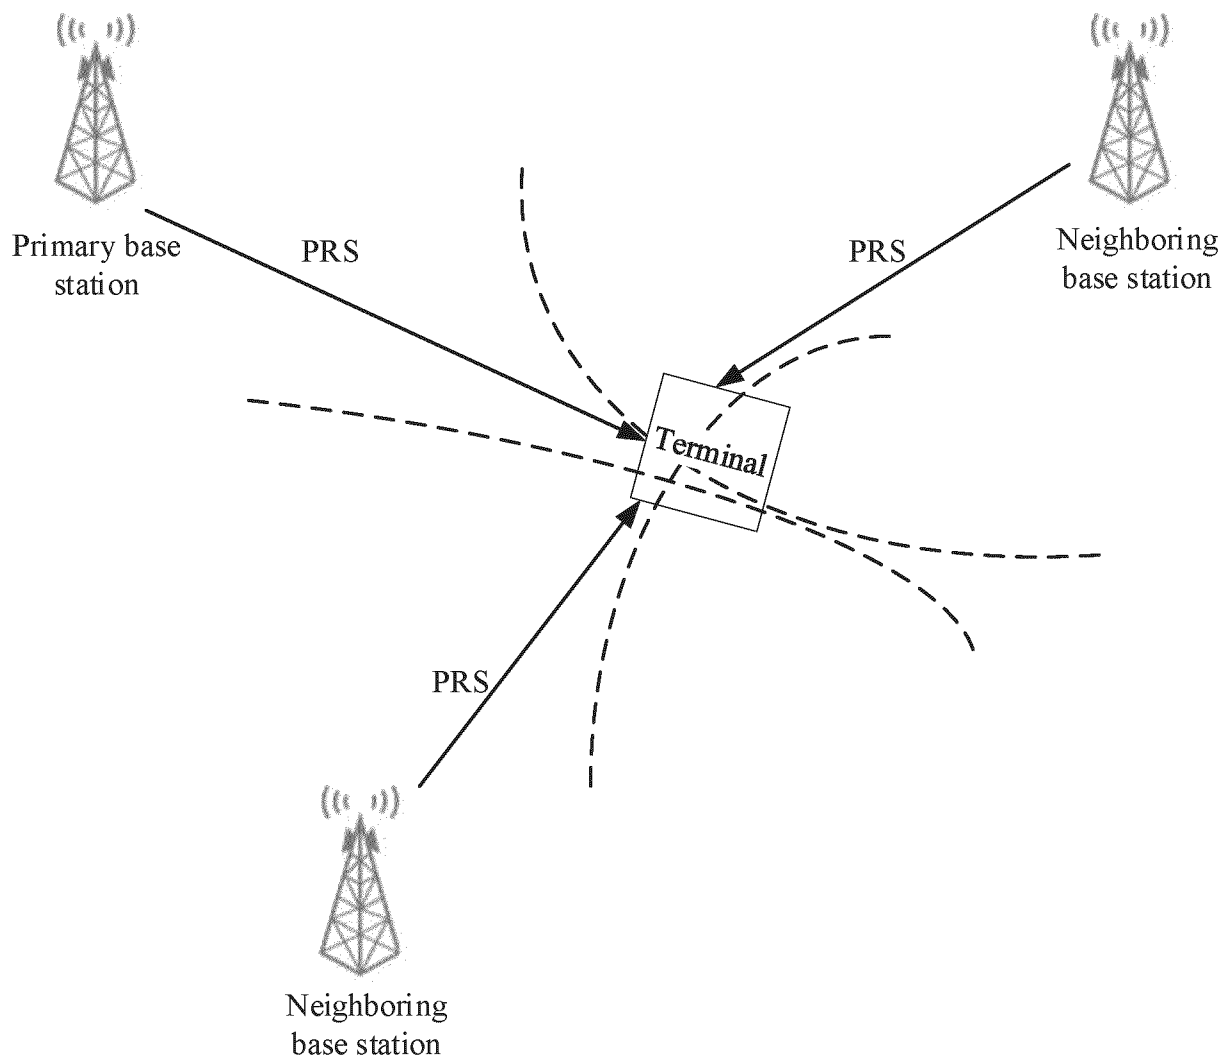 Primary base
station
PRS
PRS
Neighboring
base station
Terminal
PRS
Neighboring
base station